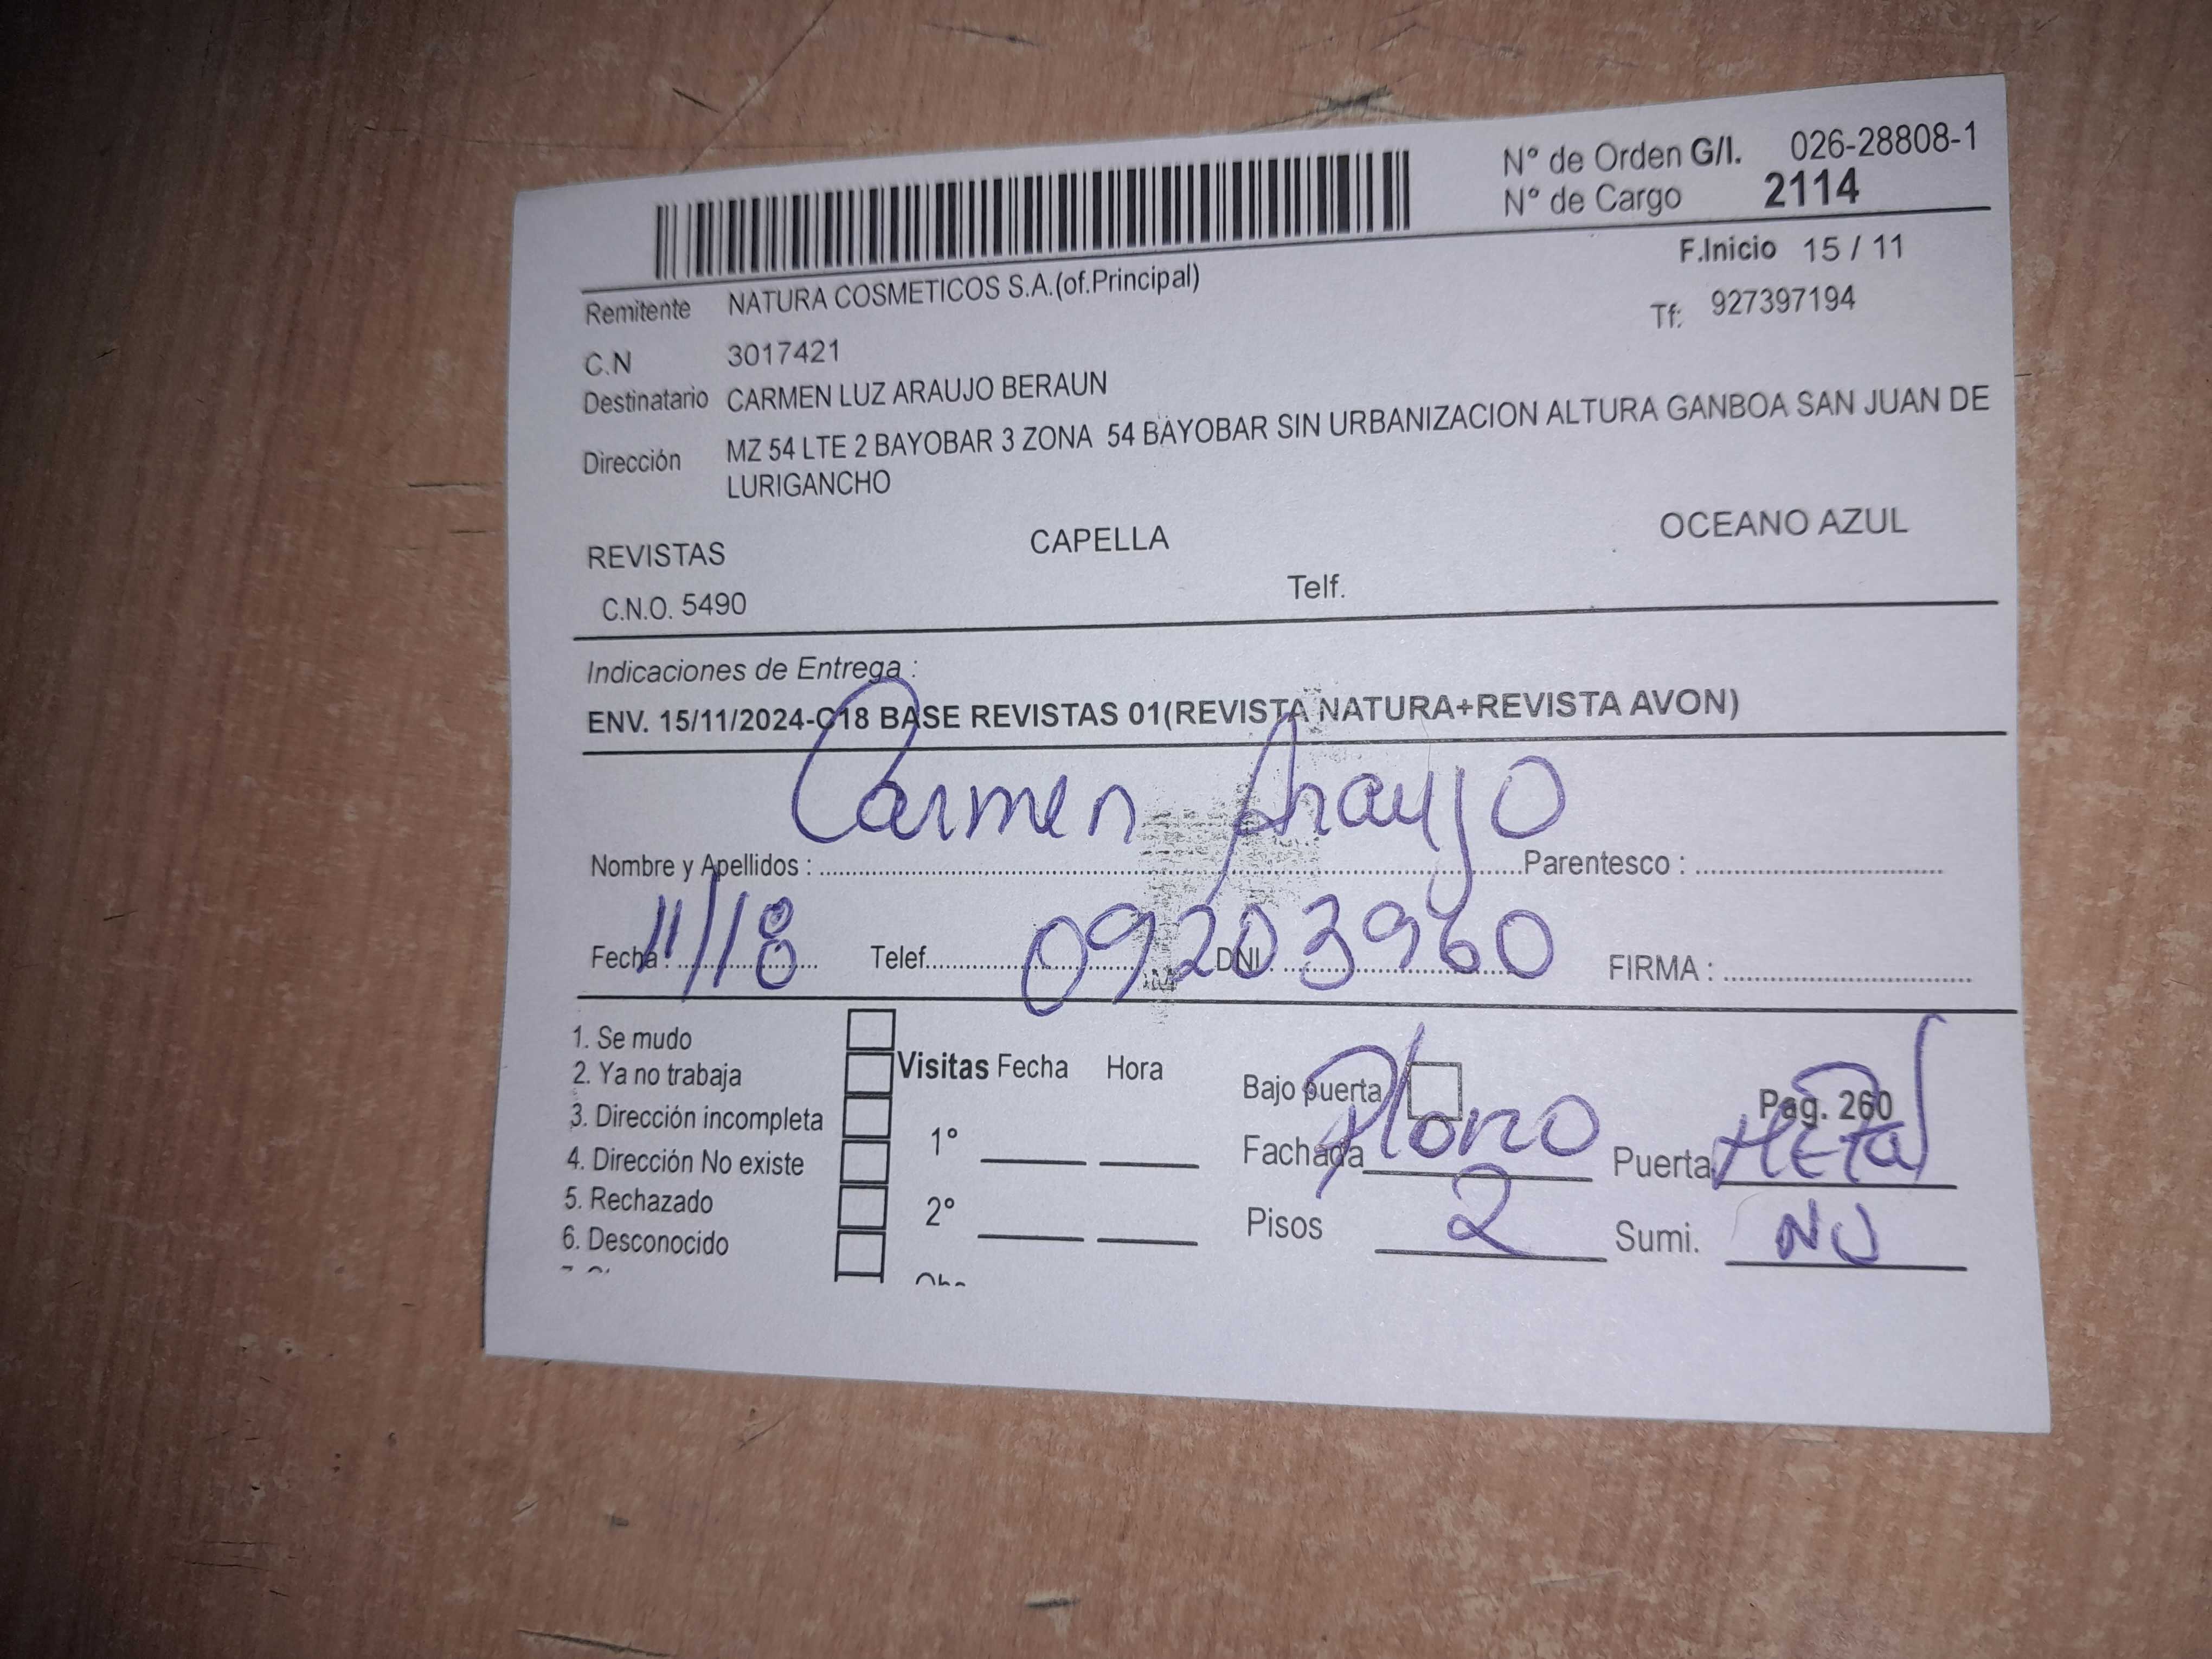 N° de Orden G/I. 026-28808-1
N° de Cargo 2114
F.Inicio 15 / 11
Remitente NATURA COSMETICOS S.A.(of.Principal)
Tf: 927397194
C.N 3017421
Destinatario CARMEN LUZ ARAUJO BERAUN
Dirección MZ 54 LTE 2 BAYOBAR 3 ZONA 54 BAYOBAR SIN URBANIZACION ALTURA GANBOA SAN JUAN DE
LURIGANCHO
REVISTAS CAPELLA OCEANO AZUL
C.N.O. 5490 Telf.
Indicaciones de Entrega :
ENV. 15/11/2024-C18 BASE REVISTAS 01(REVISTA NATURA+REVISTA AVON)
Carmen Araujo
Nombre y Apellidos : Parentesco :
11/18 09203960
Fecha : Telef. DNI. FIRMA :
1. Se mudo
2. Ya no trabaja
3. Dirección incompleta
4. Dirección No existe
5. Rechazado
6. Desconocido
Visitas Fecha Hora
1°
2°
Bajo puerta Pag. 260
Fachada Plomo Puerta Metal
Pisos 2 Sumi. NO